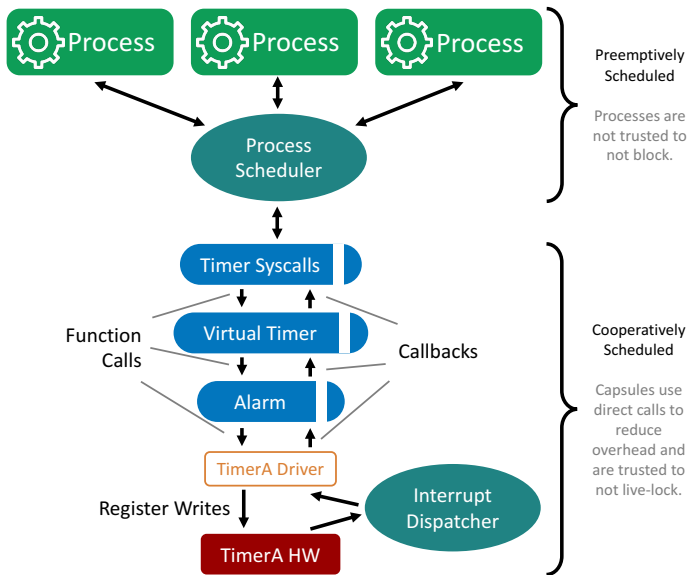 Process
Process
Process
Preemptively
Scheduled
Processes are
not trusted to
not block.
Process
Scheduler
Timer Syscalls
Function
Calls
Virtual Timer
Callbacks
Alarm
Cooperatively
Scheduled
Capsules use
direct calls to
reduce
overhead and
are trusted to
not live-lock.
TimerA Driver
Register Writes
Interrupt
Dispatcher
TimerA HW